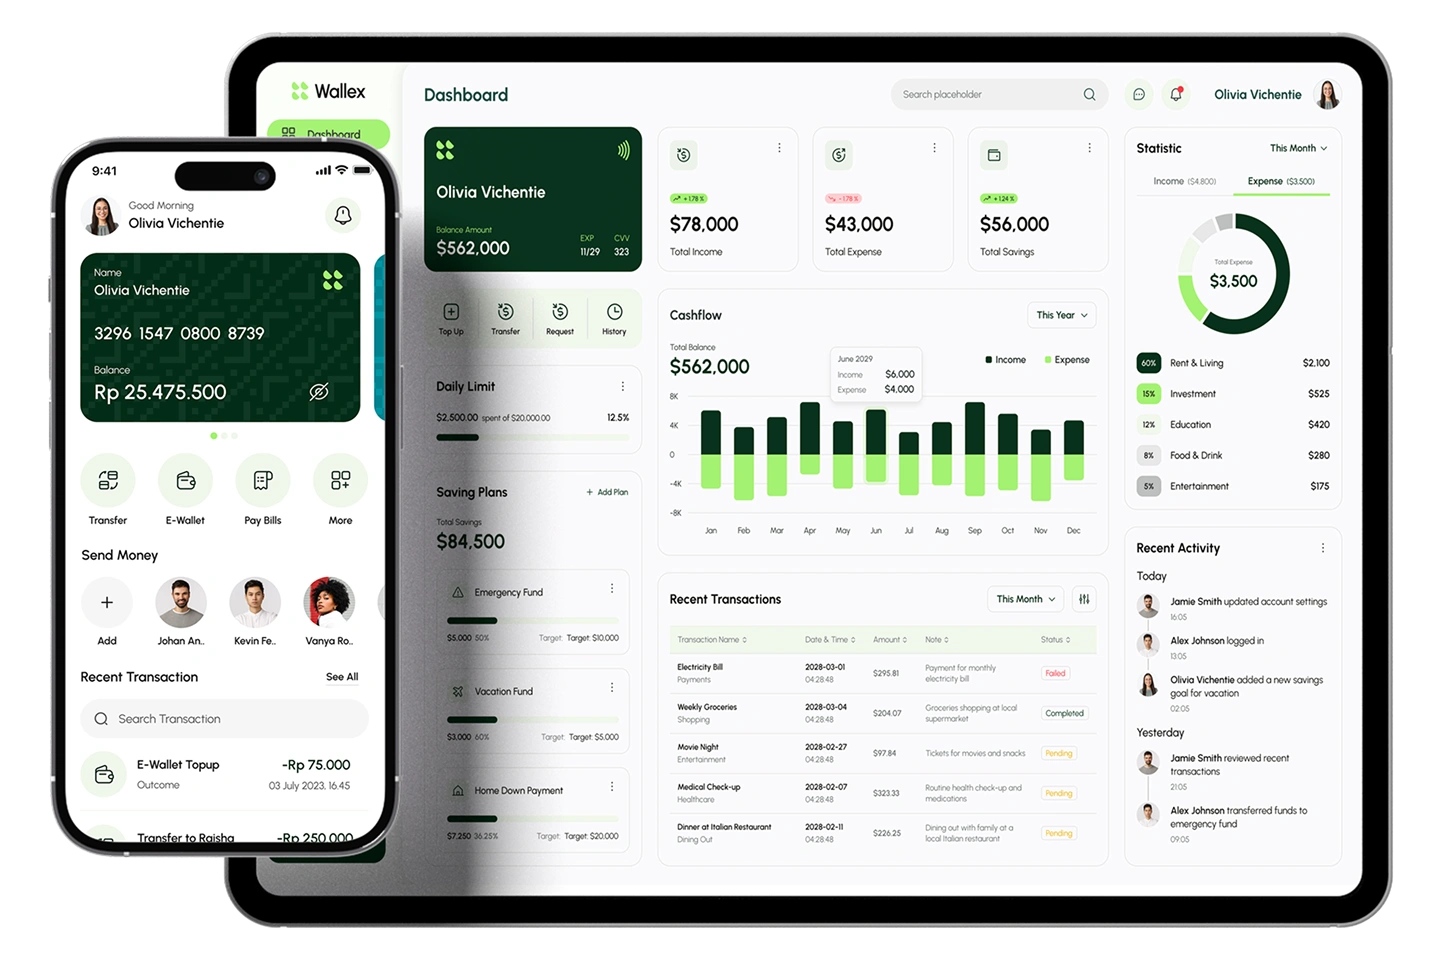 9:41
Good Morning
Olivia Vichentie
Name
Olivia Vichentie
3296 1547 0800 8739
Balance
Rp 25.475.500
Transfer
E-Wallet
Pay Bills
More
Send Money
Add
Johan An..
Kevin Fe..
Vanya Ro..
Recent Transaction
See All
Search Transaction
E-Wallet Topup
-Rp 75.000
Outcome
03 July 2023, 16.45
Transfer to Raisha
-Rp 250.000
Wallex
Dashboard
Dashboard
Search placeholder
Olivia Vichentie
Olivia Vichentie
Balance Amount
$562,000
EXP
11/29
CVV
323
Top Up
Transfer
Request
History
Daily Limit
$2,500.00 spent of $20.000.00
12.5%
Saving Plans
+ Add Plan
Total Savings
$84,500
Emergency Fund
$5.000 50%
Target: Target: $10.000
Vacation Fund
$3.000 60%
Target: Target: $5.000
Home Down Payment
$7,250 36.25%
Target: Target: $20.000
+1.78 %
$78,000
Total Income
-1.78 %
$43,000
Total Expense
+1.24 %
$56,000
Total Savings
Cashflow
This Year
Total Balance
$562,000
Income
Expense
June 2029
Income $6,000
Expense $4,000
8K
4K
0
-4K
-8K
Jan Feb Mar Apr May Jun Jul Aug Sep Oct Nov Dec
Recent Transactions
This Month
Transaction Name
Date & Time
Amount
Note
Status
Electricity Bill
Payments
2028-03-01
04:28:48
$295.81
Payment for monthly
electricity bill
Failed
Weekly Groceries
Shopping
2028-03-04
04:28:48
$204.07
Groceries shopping at local
supermarket
Completed
Movie Night
Entertainment
2028-02-27
04:28:48
$97.84
Tickets for movies and snacks
Pending
Medical Check-up
Healthcare
2028-02-07
04:28:48
$323.33
Routine health check-up and
medications
Pending
Dinner at Italian Restaurant
Dining Out
2028-02-11
04:28:48
$226.25
Dining out with family at a
local Italian restaurant
Pending
Statistic
This Month
Income ($4.800)
Expense ($3.500)
Total Expense
$3,500
60% Rent & Living $2.100
15% Investment $525
12% Education $420
8% Food & Drink $280
5% Entertainment $175
Recent Activity
Today
Jamie Smith updated account settings
16:05
Alex Johnson logged in
13:05
Olivia Vichentie added a new savings
goal for vacation
02:05
Yesterday
Jamie Smith reviewed recent
transactions
21:05
Alex Johnson transferred funds to
emergency fund
09:05